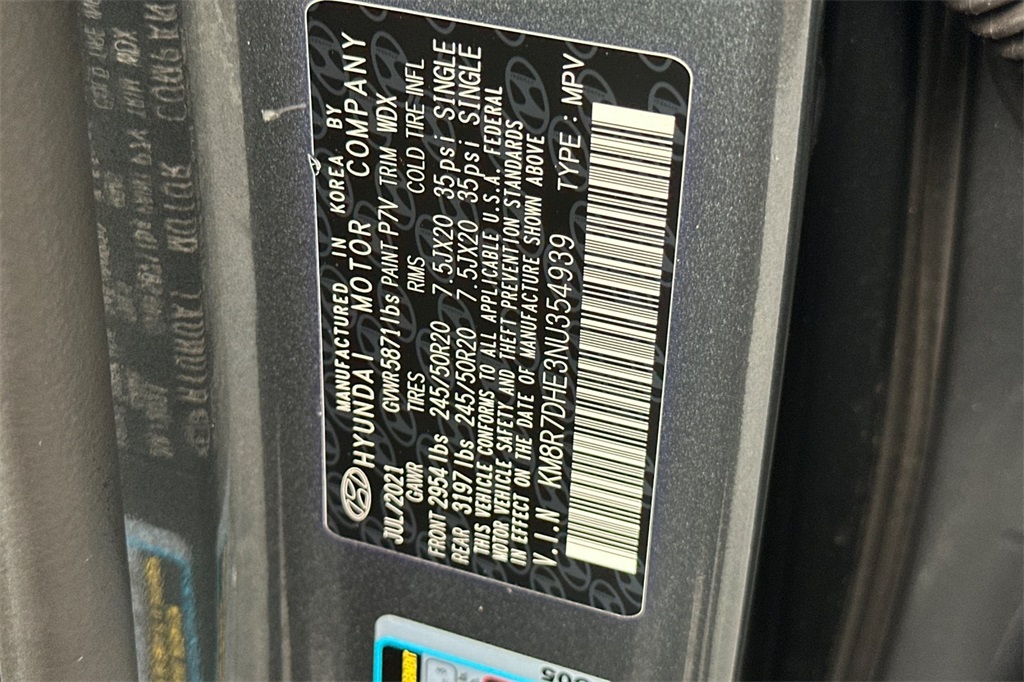 MANUFACTURED IN KOREA BY
HYUNDAI MOTOR COMPANY
JUL/2021 GVWR 5871 lbs PAINT P7V TRIM WDX
GAWR TIRES RIMS COLD TIRE INFL
FRONT 2954 lbs 245/50R20 7.5JX20 35psi SINGLE
REAR 3197 lbs 245/50R20 7.5JX20 35psi SINGLE
THIS VEHICLE CONFORMS TO ALL APPLICABLE U.S.A. FEDERAL
MOTOR VEHICLE SAFETY AND THEFT PREVENTION STANDARDS
IN EFFECT ON THE DATE OF MANUFACTURE SHOWN ABOVE
V.I.N KM8R7DHE3NU354939 TYPE : MPV